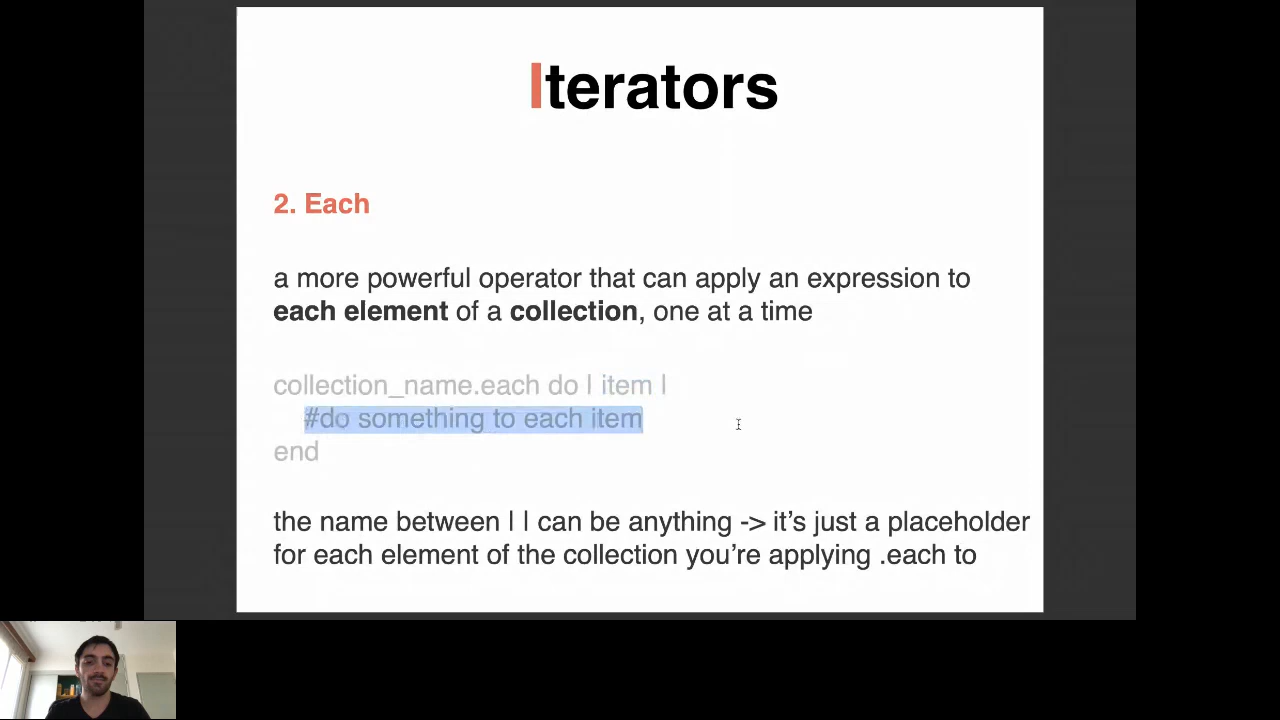 Iterators
2. Each
a more powerful operator that can apply an expression to
each element of a collection, one at a time
collection_name.each do | item |
#do something to each item
end
the name between | | can be anything -> it’s just a placeholder
for each element of the collection you’re applying .each to